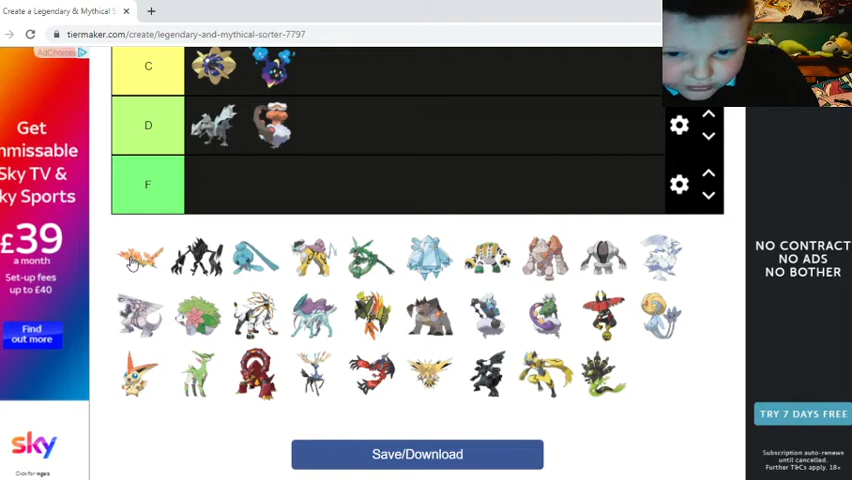 Create a Legendary & Mythical S
tiermaker.com/create/legendary-and-mythical-sorter-7797
AdChoices
Get
nmissable
Sky TV &
ky Sports
£39
a month
Set-up fees
up to £40
Find
out more
sky
C
D
F
Save/Download
NO CONTRACT
NO ADS
NO BOTHER
TRY 7 DAYS FREE
Subscription auto-renews
until cancelled.
Further T&Cs apply. 18+